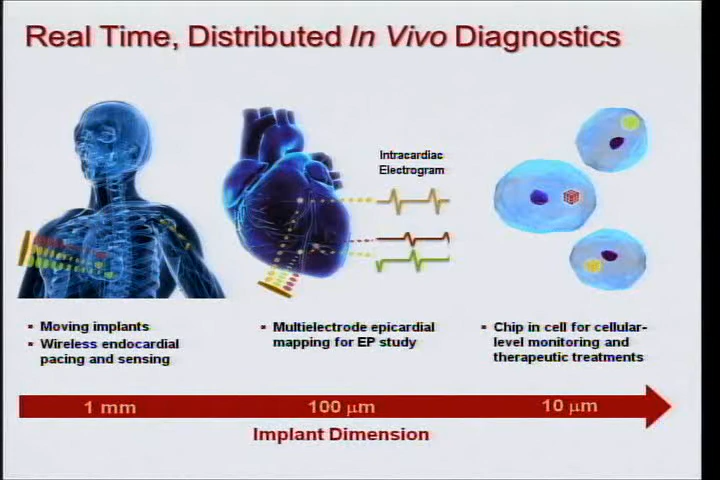 Real Time, Distributed In Vivo Diagnostics
Intracardiac
Electrogram
▪ Moving implants
▪ Wireless endocardial
pacing and sensing
▪ Multielectrode epicardial
mapping for EP study
▪ Chip in cell for cellular-
level monitoring and
therapeutic treatments
1 mm
100 μm
10 μm
Implant Dimension